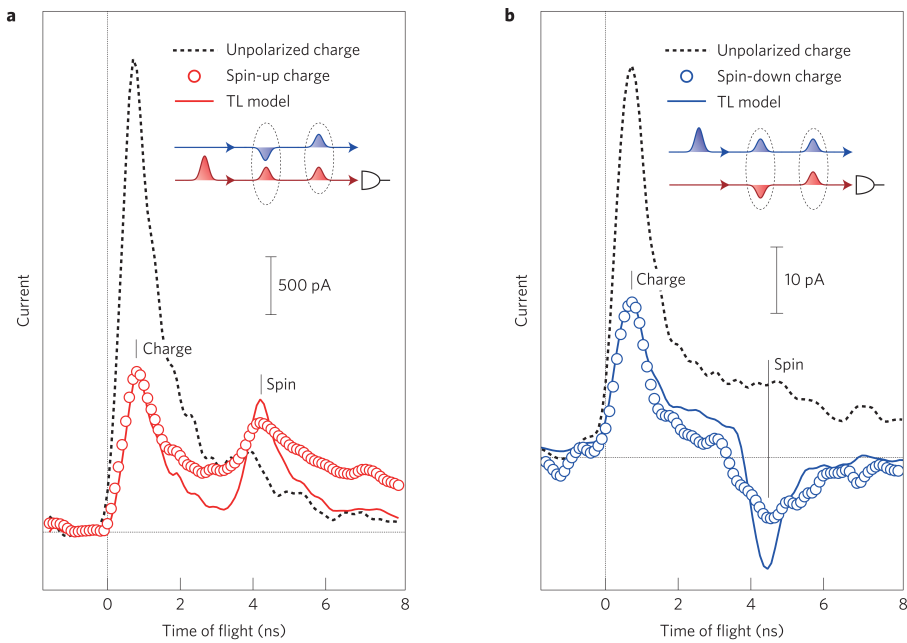 a
Unpolarized charge
Spin-up charge
TL model
500 pA
Charge
Spin
Current
0 2 4 6 8
Time of flight (ns)
b
Unpolarized charge
Spin-down charge
TL model
10 pA
Charge
Spin
Current
0 2 4 6 8
Time of flight (ns)